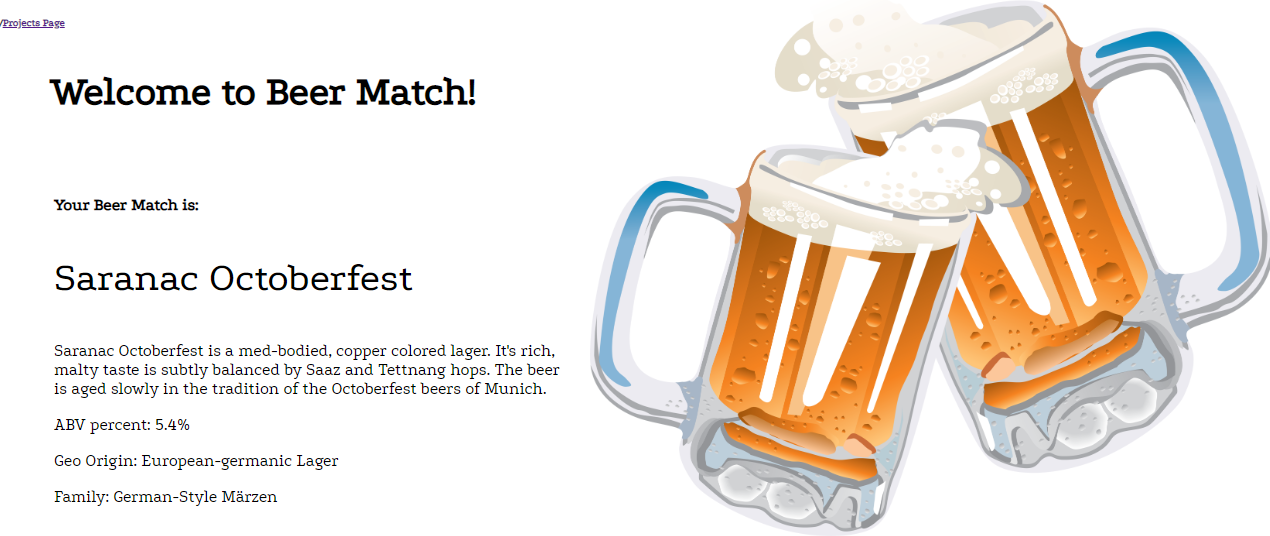 /Projects Page
Welcome to Beer Match!
Your Beer Match is:
Saranac Octoberfest
Saranac Octoberfest is a med-bodied, copper colored lager. It's rich,
malty taste is subtly balanced by Saaz and Tettnang hops. The beer
is aged slowly in the tradition of the Octoberfest beers of Munich.
ABV percent: 5.4%
Geo Origin: European-germanic Lager
Family: German-Style Märzen